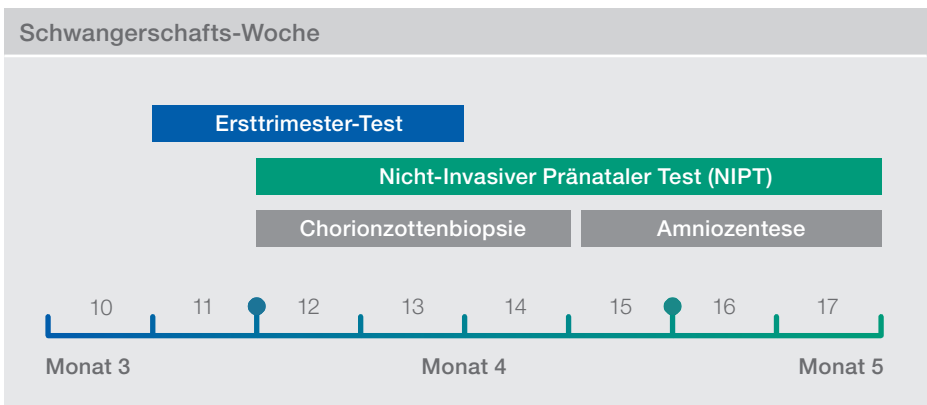 Schwangerschafts-Woche
Ersttrimester-Test
Nicht-Invasiver Pränataler Test (NIPT)
Chorionzottenbiopsie Amniozentese
10 11 12 13 14 15 16 17
Monat 3 Monat 4 Monat 5